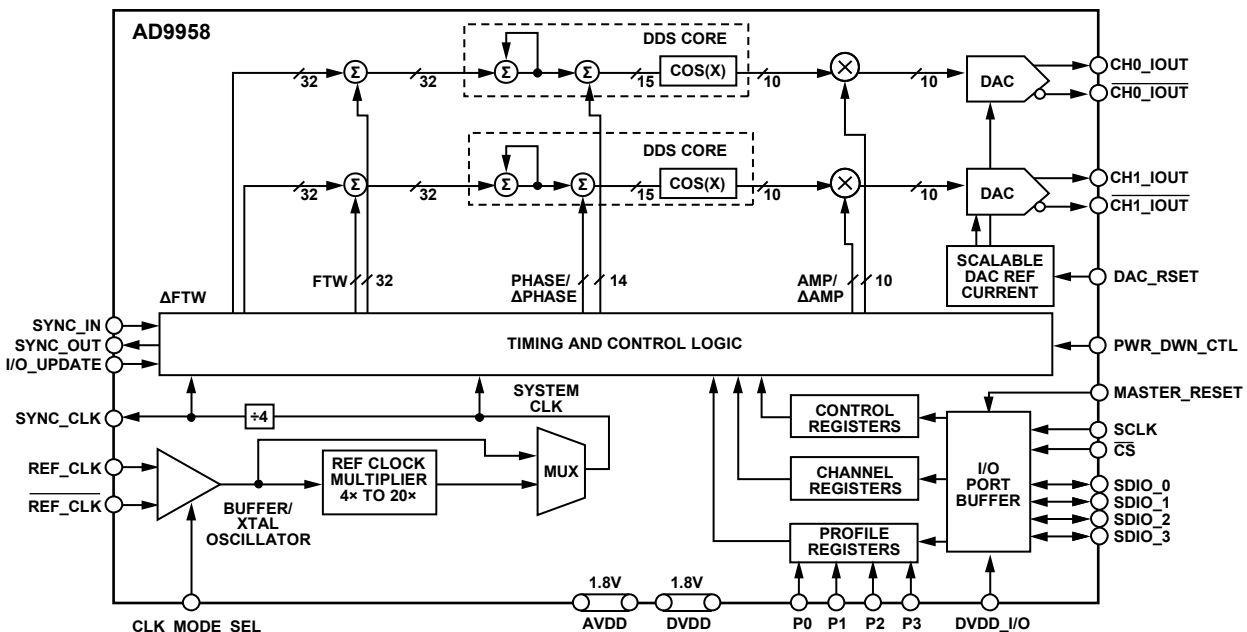 AD9958
DDS CORE
32
Σ
32
Σ
Σ
15
COS(X)
10
×
10
DAC
CH0_IOUT
CH0_IOUT
DDS CORE
32
Σ
32
Σ
Σ
15
COS(X)
10
×
10
DAC
CH1_IOUT
CH1_IOUT
SCALABLE
DAC REF
CURRENT
DAC_RSET
ΔFTW
FTW
32
PHASE/
ΔPHASE
14
AMP/
ΔAMP
10
SYNC_IN
SYNC_OUT
I/O_UPDATE
TIMING AND CONTROL LOGIC
PWR_DWN_CTL
SYNC_CLK
÷4
SYSTEM
CLK
REF_CLK
REF_CLK
BUFFER/
XTAL
OSCILLATOR
REF CLOCK
MULTIPLIER
4× TO 20×
MUX
CONTROL
REGISTERS
CHANNEL
REGISTERS
PROFILE
REGISTERS
I/O
PORT
BUFFER
MASTER_RESET
SCLK
CS
SDIO_0
SDIO_1
SDIO_2
SDIO_3
1.8V
1.8V
CLK_MODE_SEL
AVDD
DVDD
P0
P1
P2
P3
DVDD_I/O